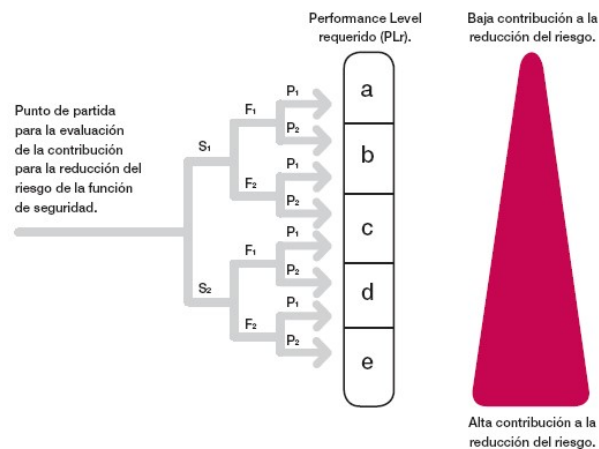 Performance Level
requerido (PLr).
Baja contribución a la
reducción del riesgo.
Punto de partida
para la evaluación
de la contribución
para la reducción del
riesgo de la función
de seguridad.
S₁
S₂
F₁
F₂
F₁
F₂
P₁
P₂
P₁
P₂
P₁
P₂
P₁
P₂
a
b
c
d
e
Alta contribución a la
reducción del riesgo.